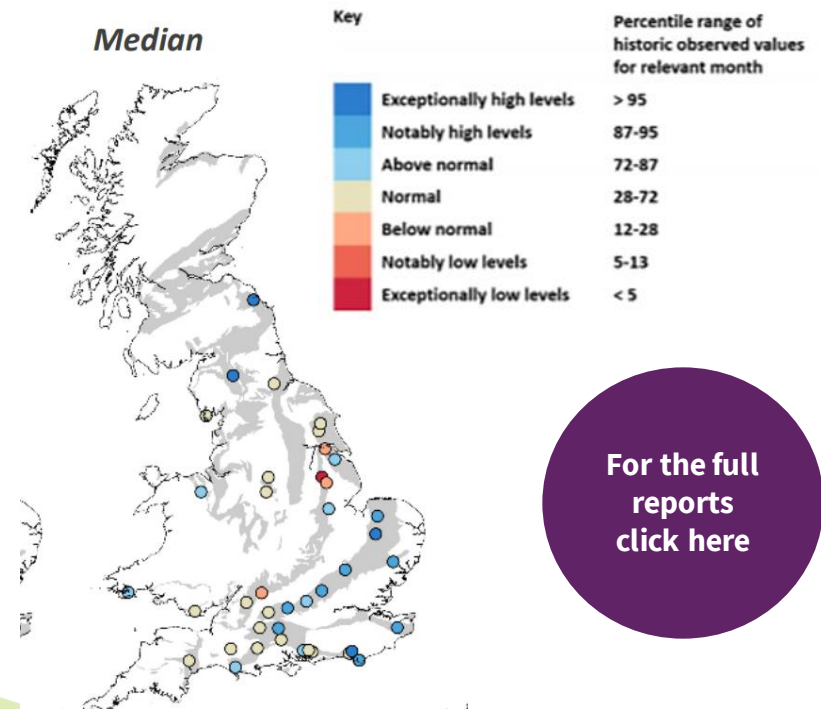 Median
Key
Percentile range of
historic observed values
for relevant month
Exceptionally high levels > 95
Notably high levels 87-95
Above normal 72-87
Normal 28-72
Below normal 12-28
Notably low levels 5-13
Exceptionally low levels < 5
For the full
reports
click here